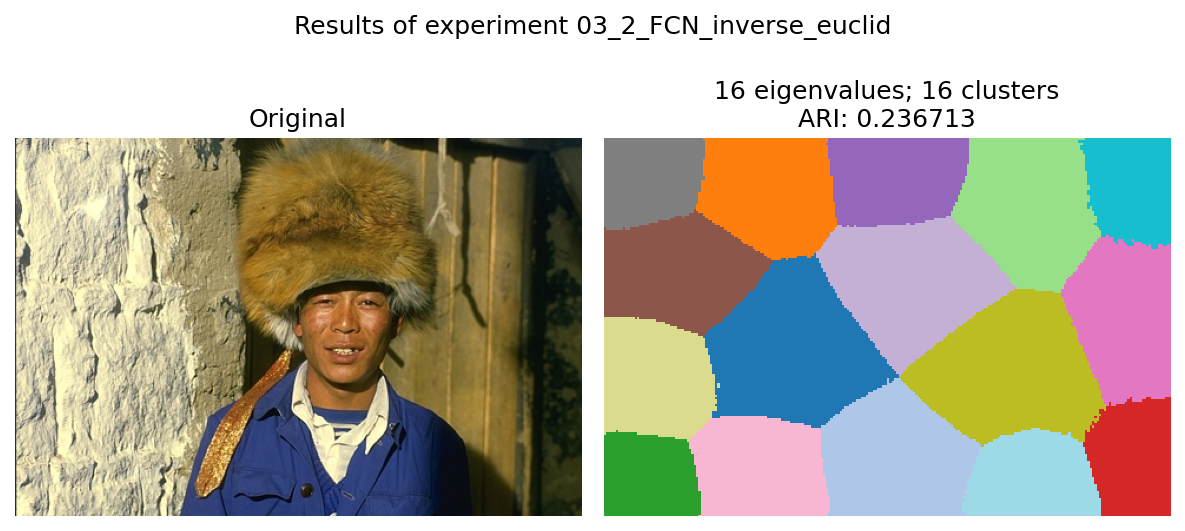 Results of experiment 03_2_FCN_inverse_euclid
Original
16 eigenvalues; 16 clusters
ARI: 0.236713